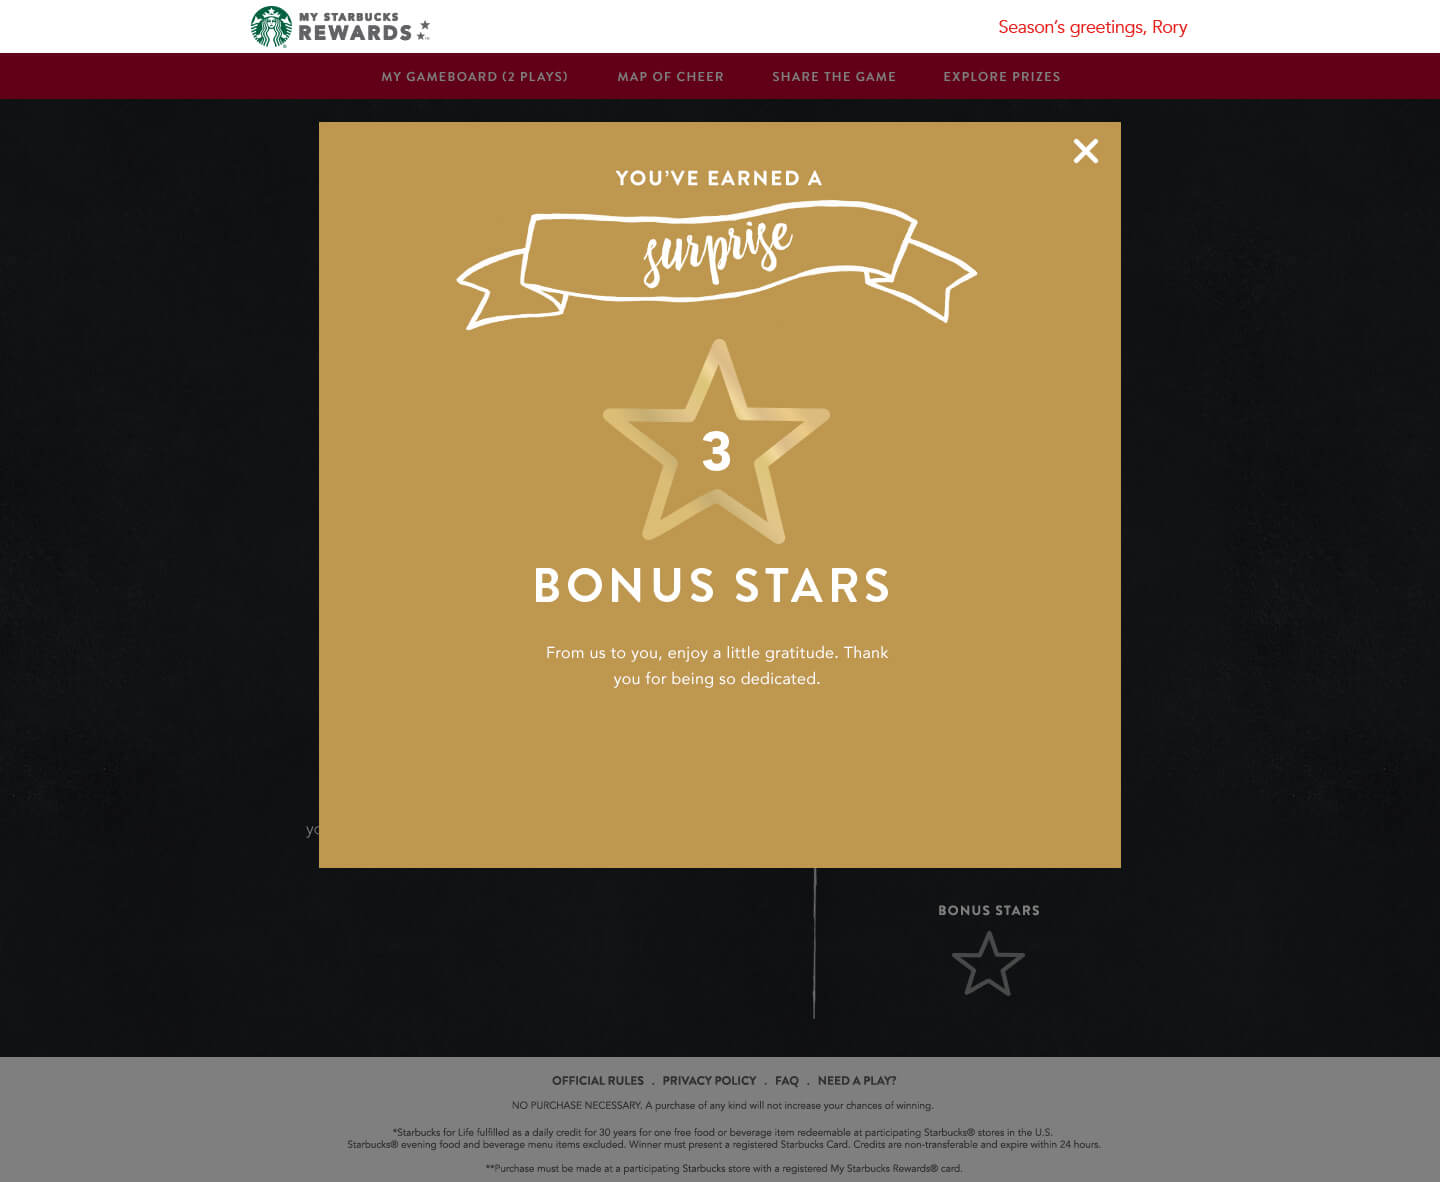 MY STARBUCKS
REWARDS
Season's greetings, Rory
MY GAMEBOARD (2 PLAYS)
MAP OF CHEER
SHARE THE GAME
EXPLORE PRIZES
YOU'VE EARNED A
surprise
3
BONUS STARS
From us to you, enjoy a little gratitude. Thank
you for being so dedicated.
BONUS STARS
OFFICIAL RULES . PRIVACY POLICY . FAQ . NEED A PLAY?
NO PURCHASE NECESSARY. A purchase of any kind will not increase your chances of winning.
*Starbucks for Life fulfilled as a daily credit for 30 years for one free food or beverage item redeemable at participating Starbucks® stores in the U.S.
Starbucks® evening food and beverage menu items excluded. Winner must present a registered Starbucks Card. Credits are non-transferable and expire within 24 hours.
**Purchase must be made at a participating Starbucks store with a registered My Starbucks Rewards® card.